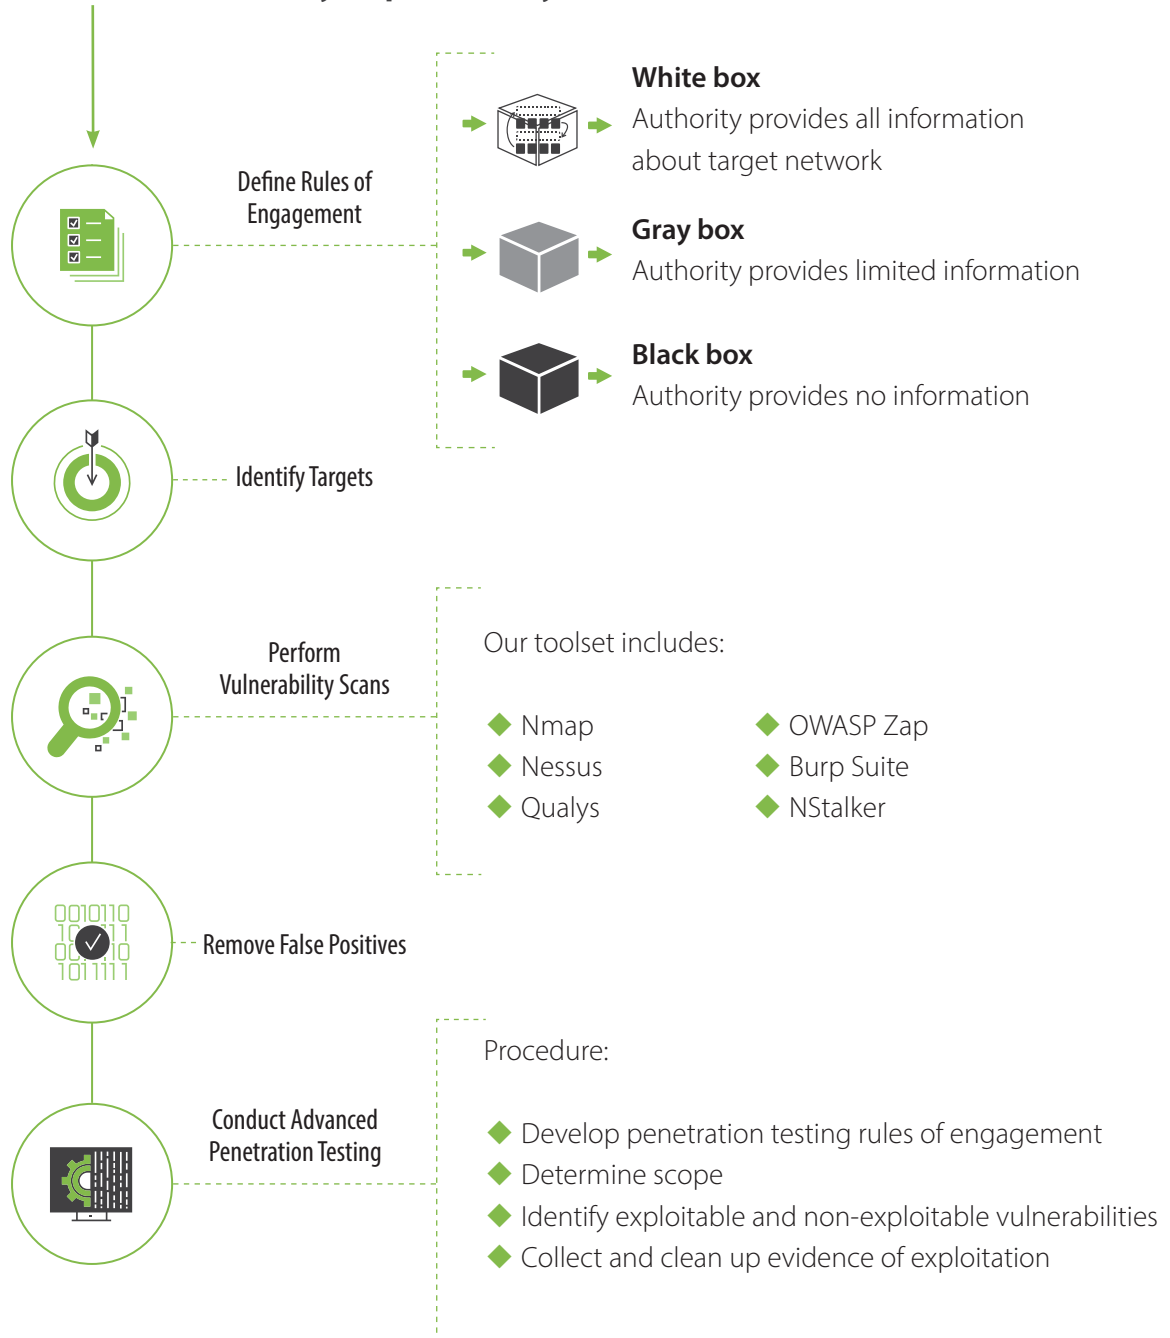 Define Rules of
Engagement
White box
Authority provides all information
about target network
Gray box
Authority provides limited information
Black box
Authority provides no information
Identify Targets
Perform
Vulnerability Scans
Our toolset includes:
Nmap
Nessus
Qualys
OWASP Zap
Burp Suite
NStalker
0010110
101111
Remove False Positives
Conduct Advanced
Penetration Testing
Procedure:
Develop penetration testing rules of engagement
Determine scope
Identify exploitable and non-exploitable vulnerabilities
Collect and clean up evidence of exploitation